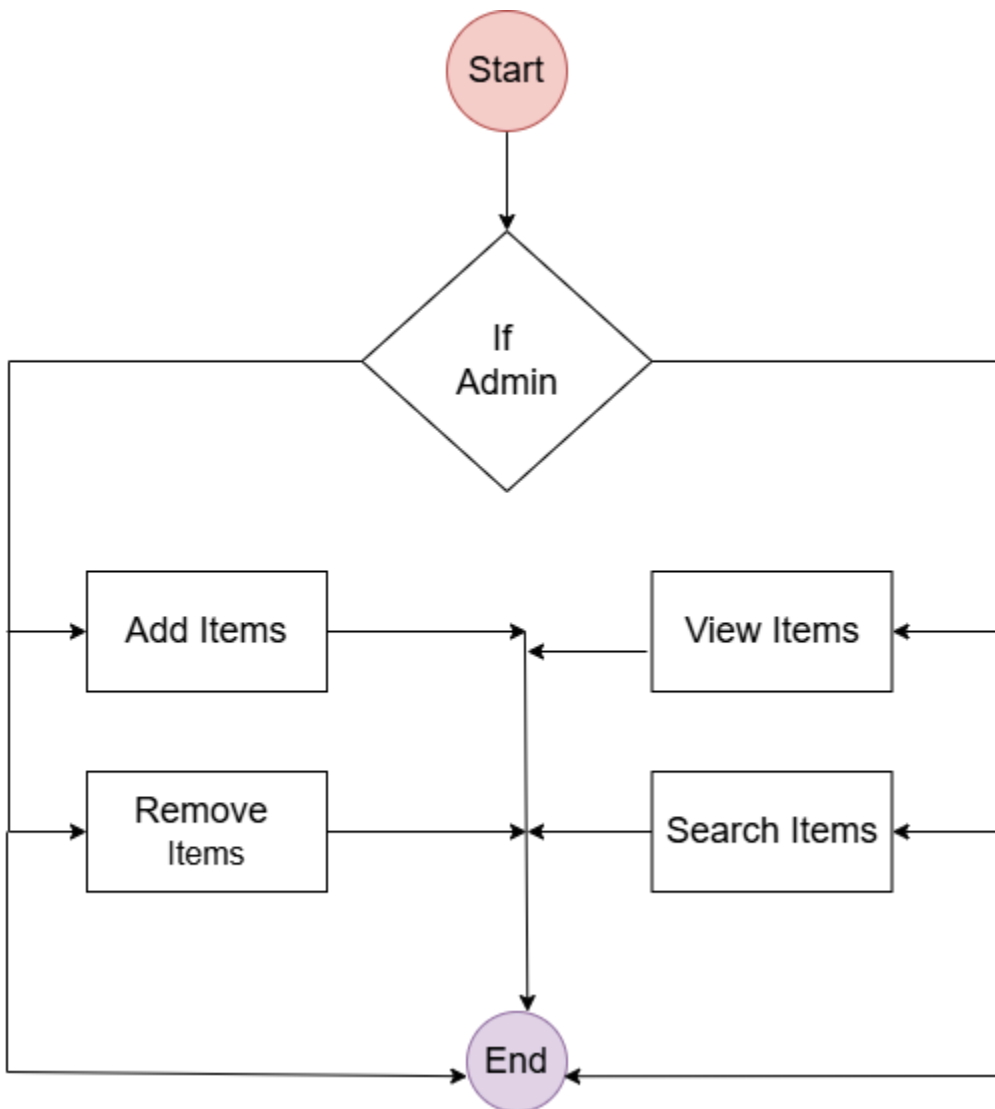 Start
If
Admin
Add Items
View Items
Remove
Items
Search Items
End